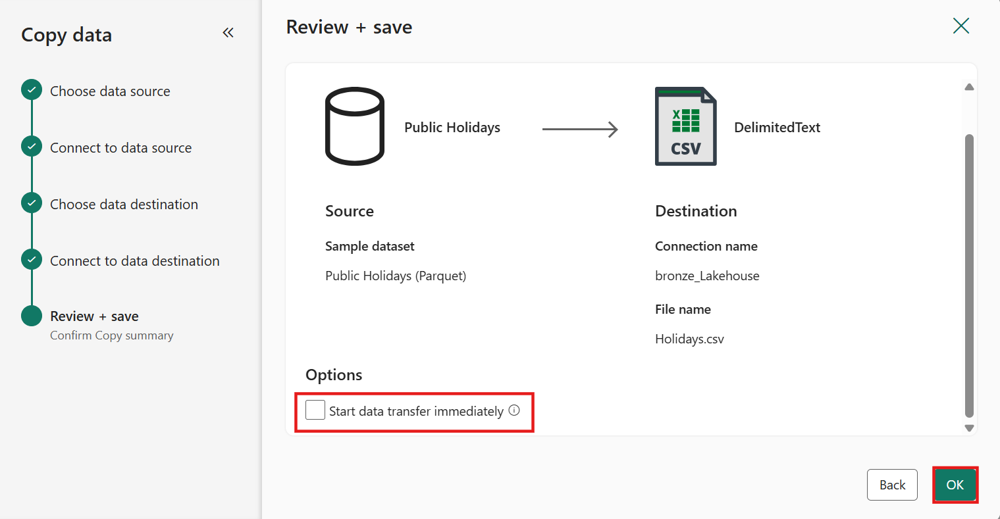 Copy data
Choose data source
Connect to data source
Choose data destination
Connect to data destination
Review + save
Confirm Copy summary
Review + save
Public Holidays
X
CSV
DelimitedText
Source
Sample dataset
Public Holidays (Parquet)
Destination
Connection name
bronze_Lakehouse
File name
Holidays.csv
Options
Start data transfer immediately
Back
OK